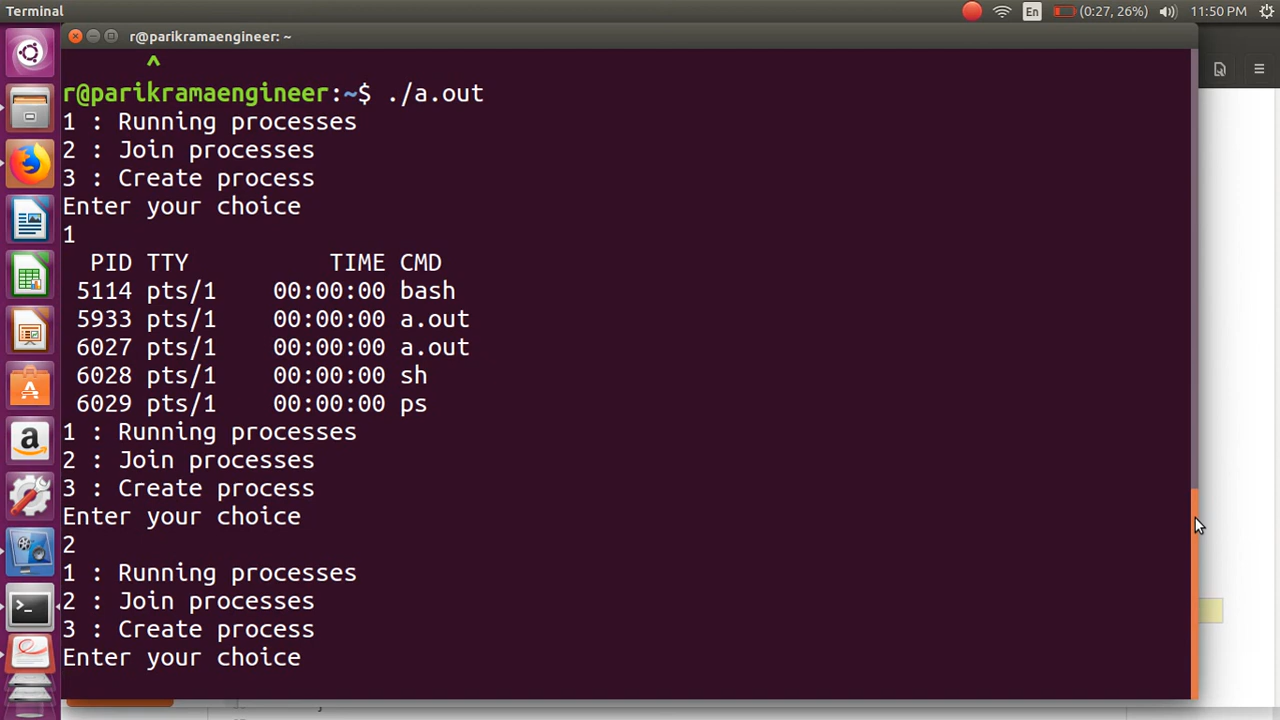 Terminal
En
(0:27, 26%)
11:50 PM
r@parikramaengineer: ~
^
r@parikramaengineer:~$ ./a.out
1 : Running processes
2 : Join processes
3 : Create process
Enter your choice
1
PID TTY TIME CMD
5114 pts/1 00:00:00 bash
5933 pts/1 00:00:00 a.out
6027 pts/1 00:00:00 a.out
6028 pts/1 00:00:00 sh
6029 pts/1 00:00:00 ps
1 : Running processes
2 : Join processes
3 : Create process
Enter your choice
2
1 : Running processes
2 : Join processes
3 : Create process
Enter your choice